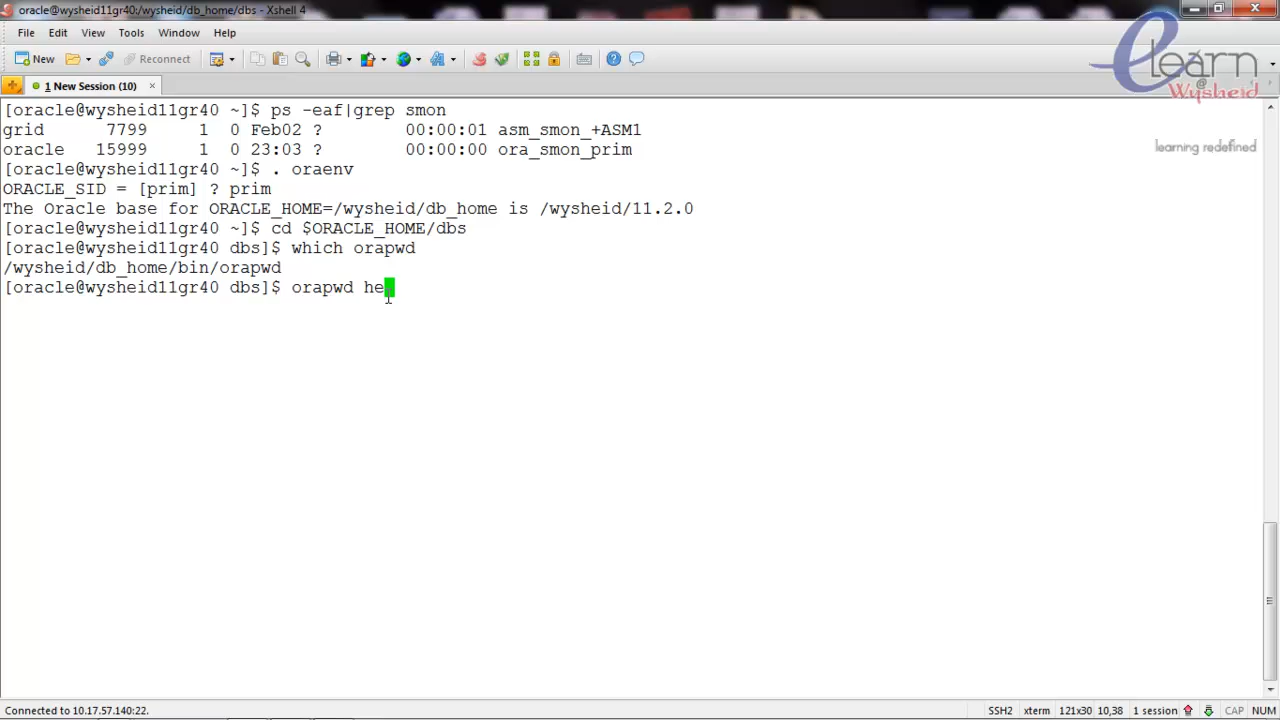 oracle@wysheid11gr40:/wysheid/db_home/dbs - Xshell 4
File Edit View Tools Window Help
New Reconnect
1 New Session (10) ×
e Learn @ Wysheid
learning redefined
[oracle@wysheid11gr40 ~]$ ps -eaf|grep smon
grid 7799 1 0 Feb02 ? 00:00:01 asm_smon_+ASM1
oracle 15999 1 0 23:03 ? 00:00:00 ora_smon_prim
[oracle@wysheid11gr40 ~]$ . oraenv
ORACLE_SID = [prim] ? prim
The Oracle base for ORACLE_HOME=/wysheid/db_home is /wysheid/11.2.0
[oracle@wysheid11gr40 ~]$ cd $ORACLE_HOME/dbs
[oracle@wysheid11gr40 dbs]$ which orapwd
/wysheid/db_home/bin/orapwd
[oracle@wysheid11gr40 dbs]$ orapwd he
Connected to 10.17.57.140:22. SSH2 xterm 121x30 10,38 1 session CAP NUM